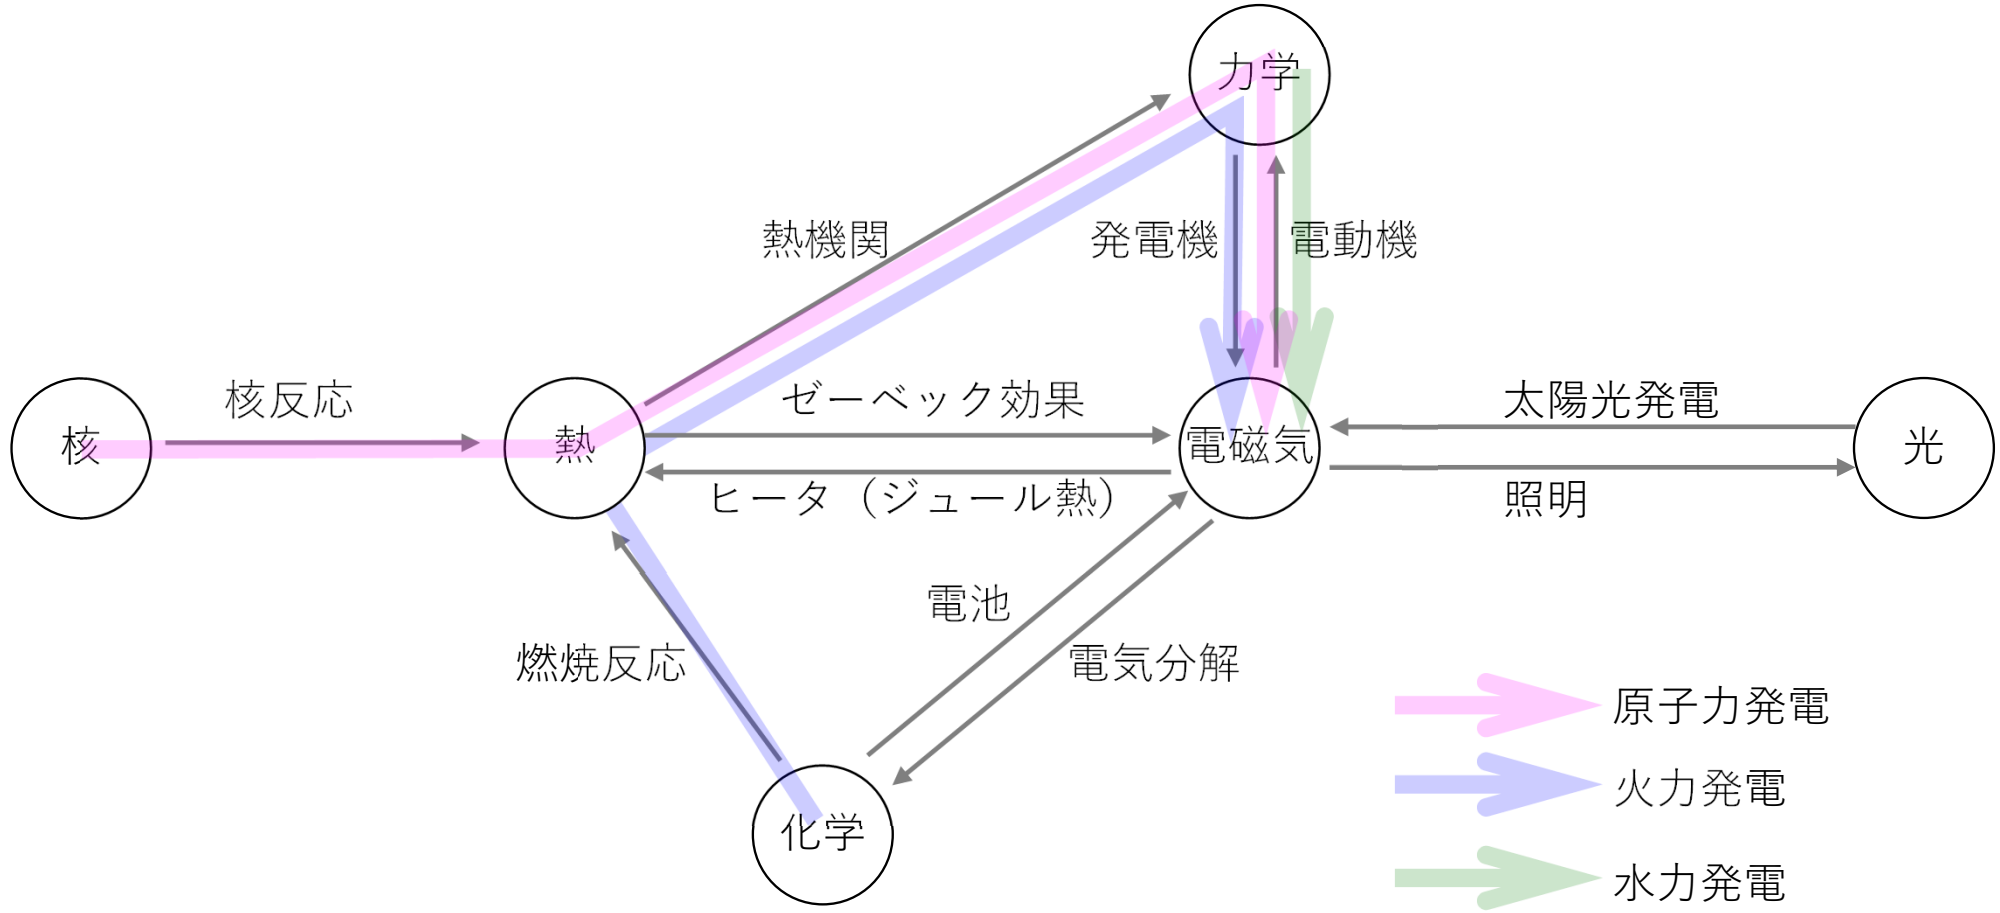 力学
熱機関
発電機
電動機
核反応
ゼーベック効果
太陽光発電
核
熱
電磁気
光
ヒータ（ジュール熱）
照明
電池
燃焼反応
電気分解
原子力発電
火力発電
化学
水力発電